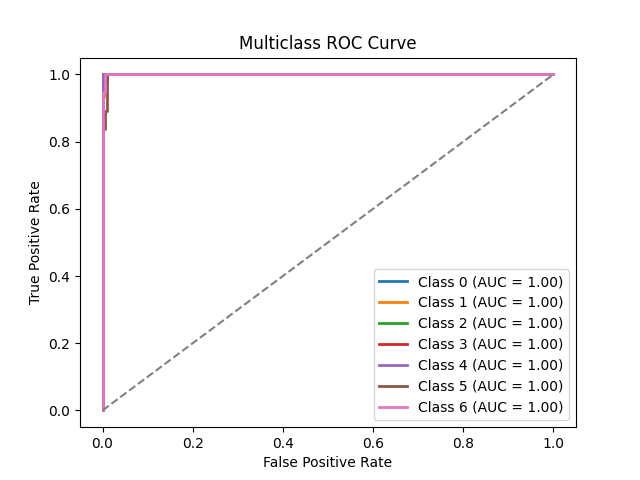 Multiclass ROC Curve
True Positive Rate
1.0
0.8
0.6
0.4
0.2
0.0
Class 0 (AUC = 1.00)
Class 1 (AUC = 1.00)
Class 2 (AUC = 1.00)
Class 3 (AUC = 1.00)
Class 4 (AUC = 1.00)
Class 5 (AUC = 1.00)
Class 6 (AUC = 1.00)
0.0 0.2 0.4 0.6 0.8 1.0
False Positive Rate